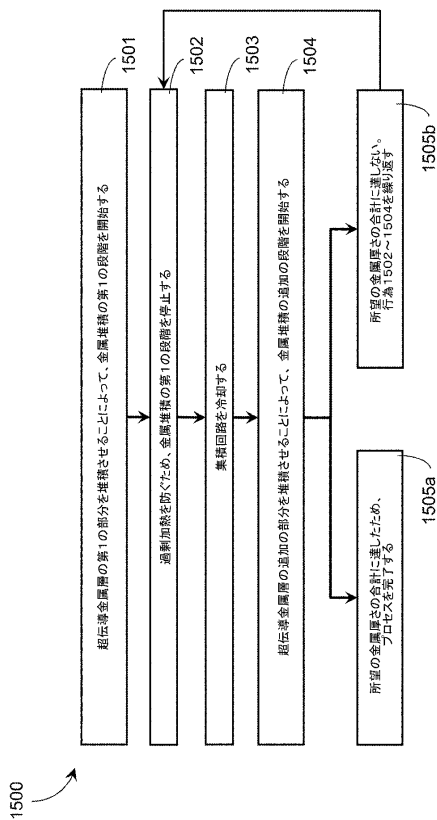 1500
超伝導金属層の第1の部分を堆積させることによって、金属堆積の第1の段階を開始する
1501
過剰加熱を防ぐため、金属堆積の第1の段階を停止する
1502
集積回路を冷却する
1503
超伝導金属層の追加の部分を堆積させることによって、金属堆積の追加の段階を開始する
1504
所望の金属厚さの合計に達したため、
プロセスを完了する
1505a
所望の金属厚さの合計に達しない。
行為1502~1504を繰り返す
1505b